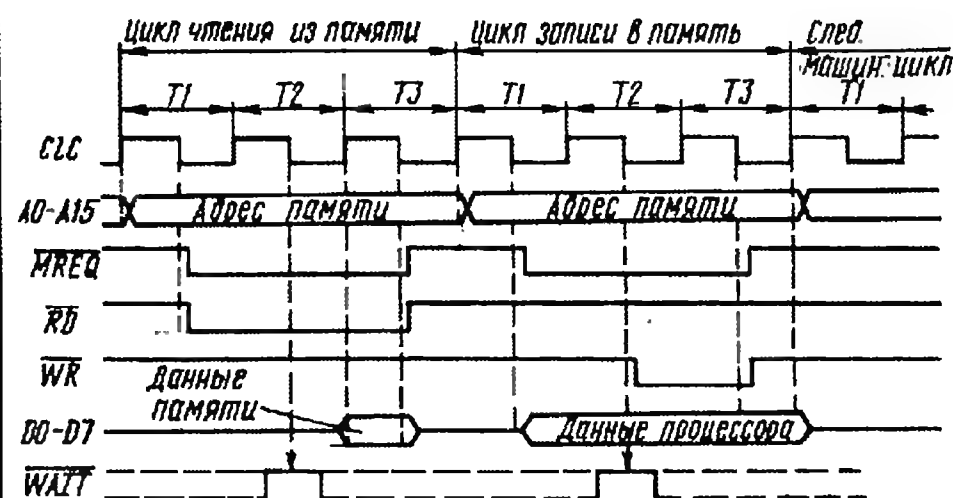 Цикл чтения из памяти Цикл записи в память След.
машин. цикл
T1 T2 T3 T1 T2 T3 T1
CLC
A0-A15 Адрес памяти Адрес памяти
MREQ
RD
WR
Данные
памяти
D0-D7 Данные процессора
WAIT